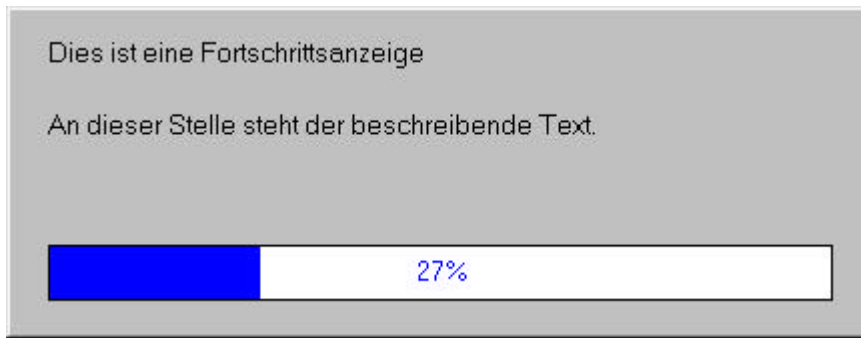 Dies ist eine Fortschrittsanzeige
An dieser Stelle steht der beschreibende Text.
27%